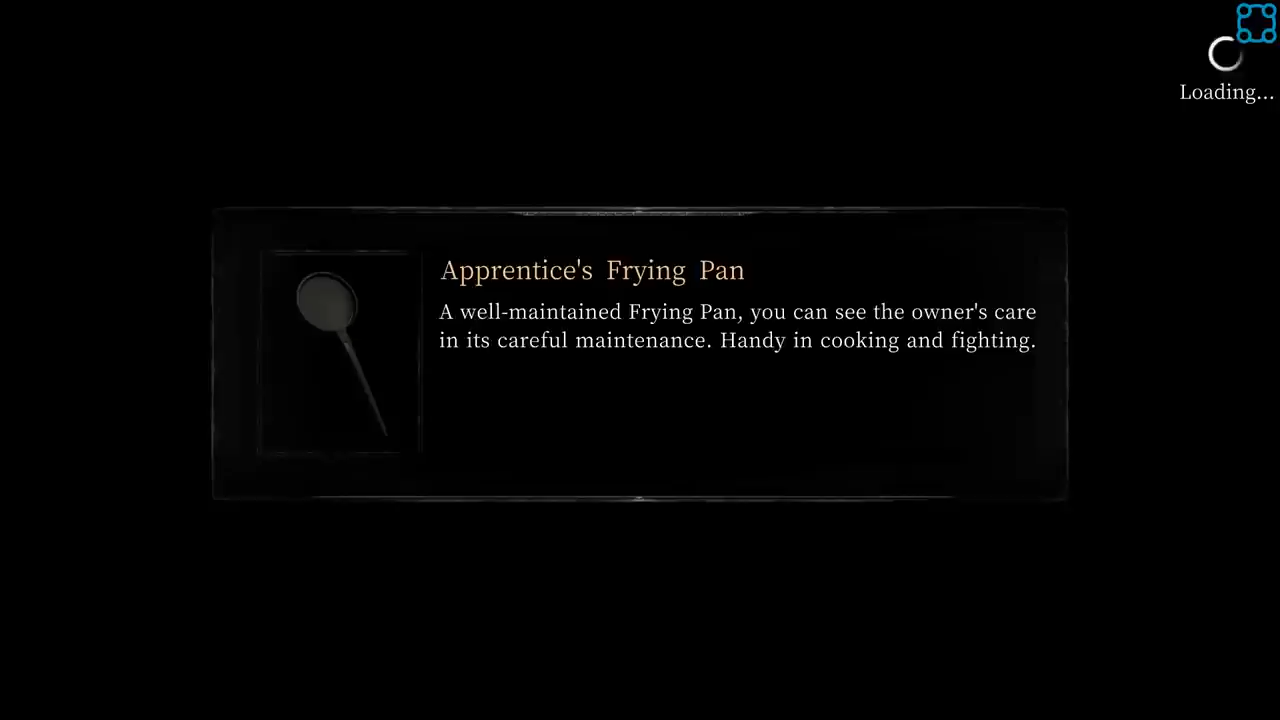 Loading...
Apprentice's Frying Pan
A well-maintained Frying Pan, you can see the owner's care
in its careful maintenance. Handy in cooking and fighting.